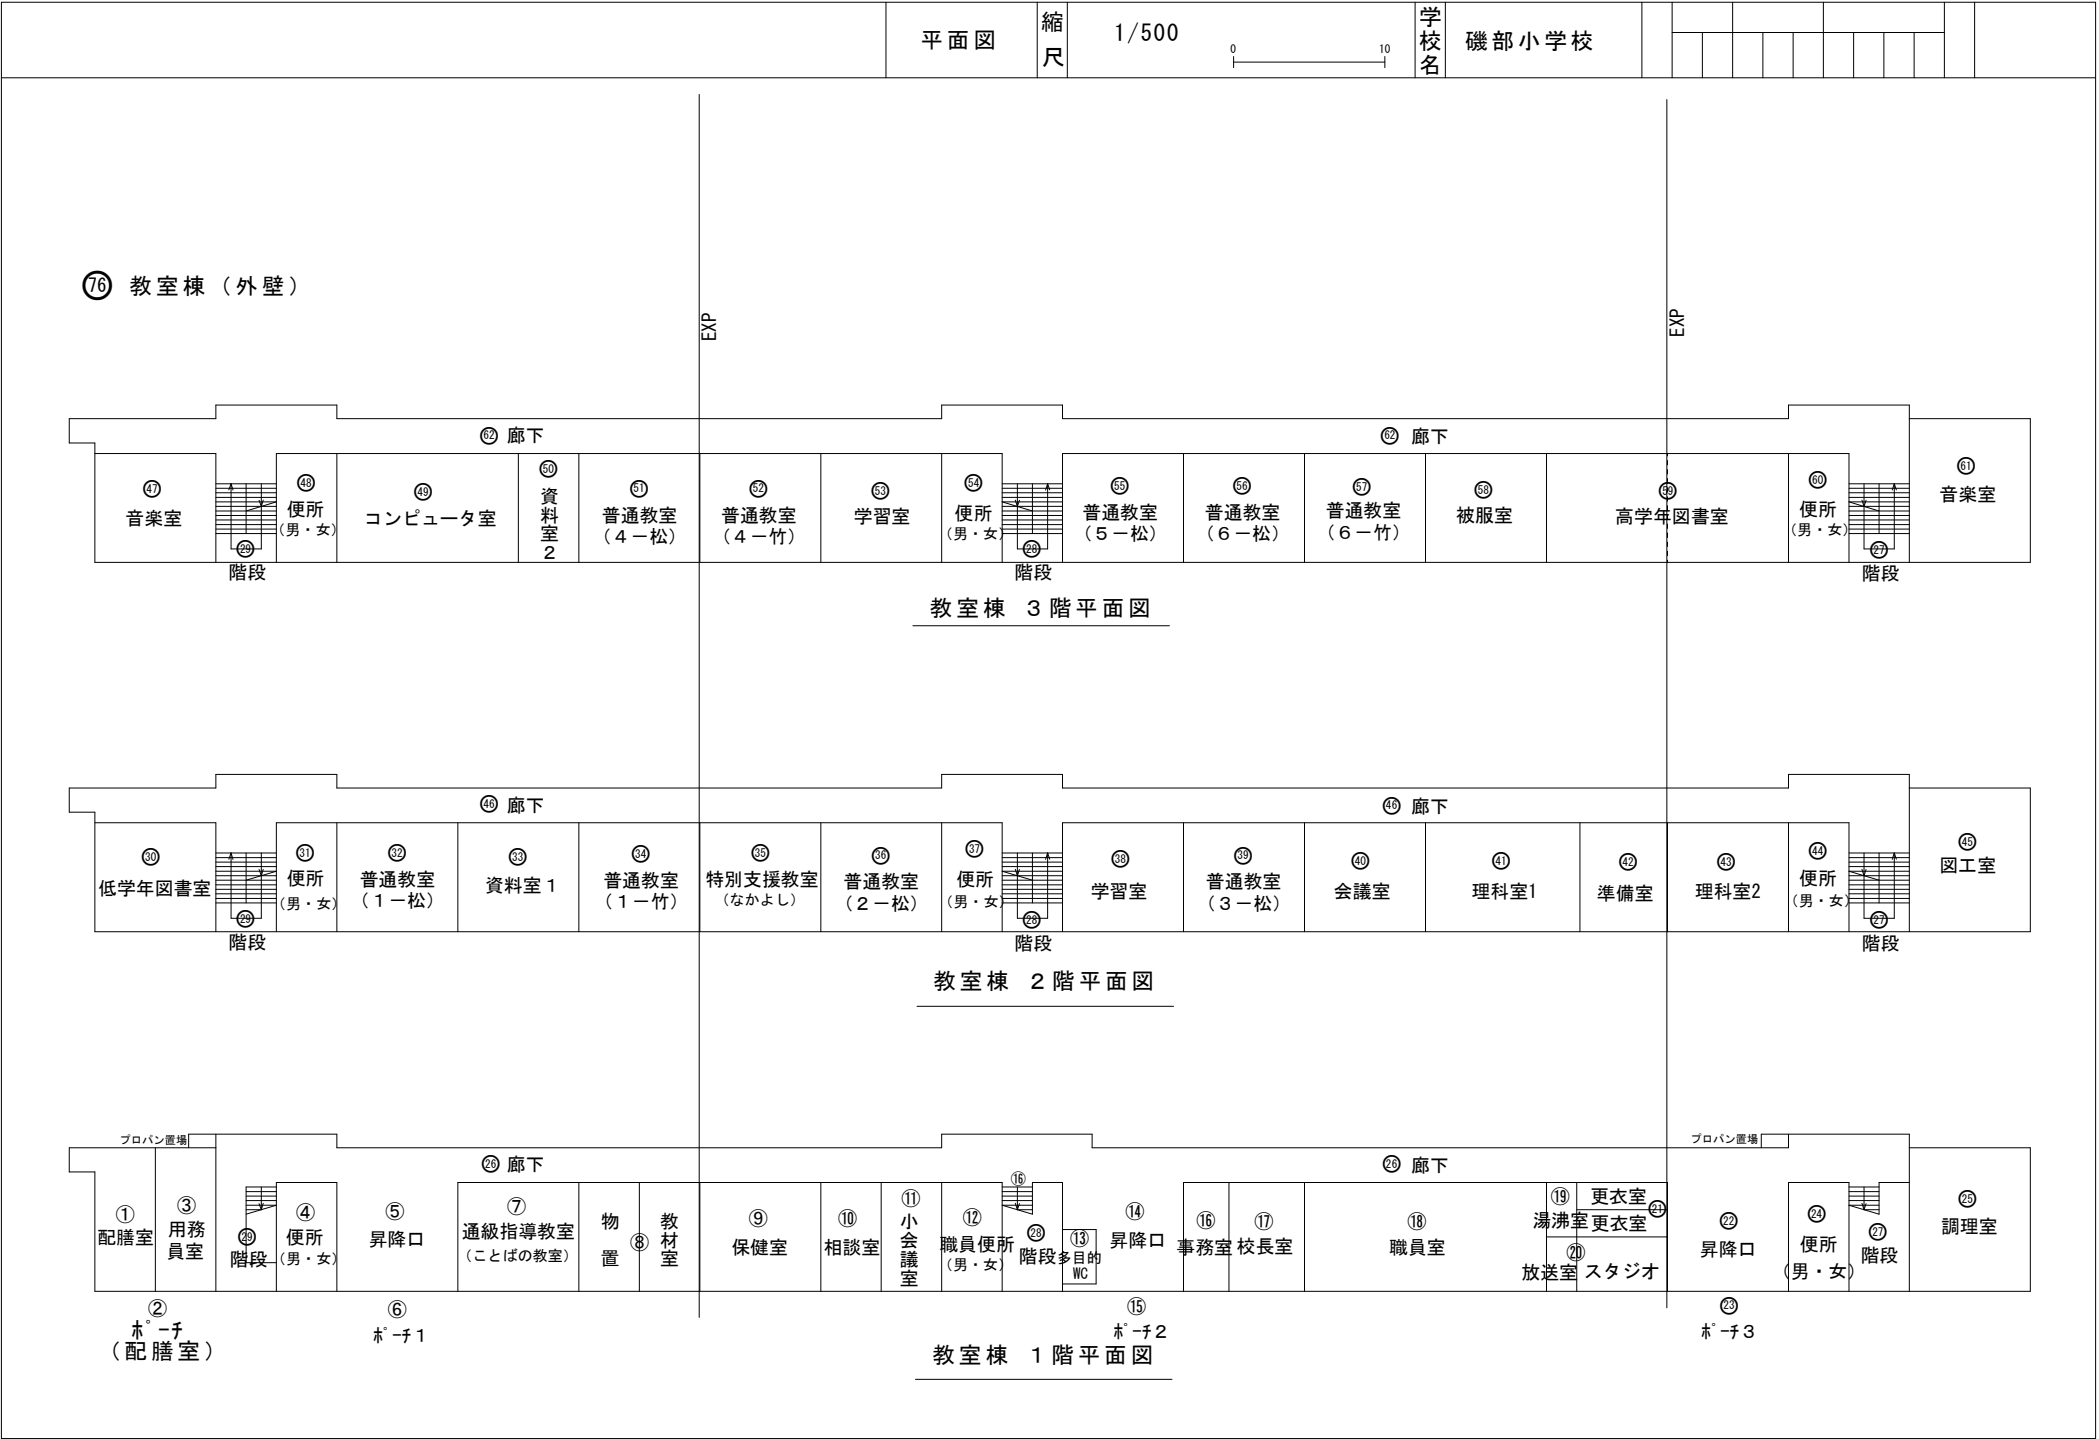 平面図
縮尺
1/500
0 10
学校名
磯部小学校
76 教室棟（外壁）
EXP
EXP
62 廊下
62 廊下
47 音楽室
29 階段
48 便所（男・女）
49 コンピュータ室
50 資料室2
51 普通教室（4－松）
52 普通教室（4－竹）
53 学習室
54 便所（男・女）
28 階段
55 普通教室（5－松）
56 普通教室（6－松）
57 普通教室（6－竹）
58 被服室
59 高学年図書室
60 便所（男・女）
27 階段
61 音楽室
教室棟 3階平面図
46 廊下
46 廊下
30 低学年図書室
29 階段
31 便所（男・女）
32 普通教室（1－松）
33 資料室1
34 普通教室（1－竹）
35 特別支援教室（なかよし）
36 普通教室（2－松）
37 便所（男・女）
28 階段
38 学習室
39 普通教室（3－松）
40 会議室
41 理科室1
42 準備室
43 理科室2
44 便所（男・女）
27 階段
45 図工室
教室棟 2階平面図
プロパン置場
プロパン置場
26 廊下
26 廊下
① 配膳室
② ポーチ（配膳室）
③ 用務員室
29 階段
④ 便所（男・女）
⑤ 昇降口
⑥ ポーチ1
⑦ 通級指導教室（ことばの教室）
物置
⑧
教材室
⑨ 保健室
⑩ 相談室
⑪ 小会議室
⑫ 職員便所（男・女）
⑯
28 階段
⑬ 多目的WC
⑭ 昇降口
⑮ ポーチ2
⑯ 事務室
⑰ 校長室
⑱ 職員室
⑲ 湯沸室
更衣室
更衣室
21
⑳
放送室
スタジオ
22 昇降口
23 ポーチ3
24 便所（男・女）
27 階段
25 調理室
教室棟 1階平面図